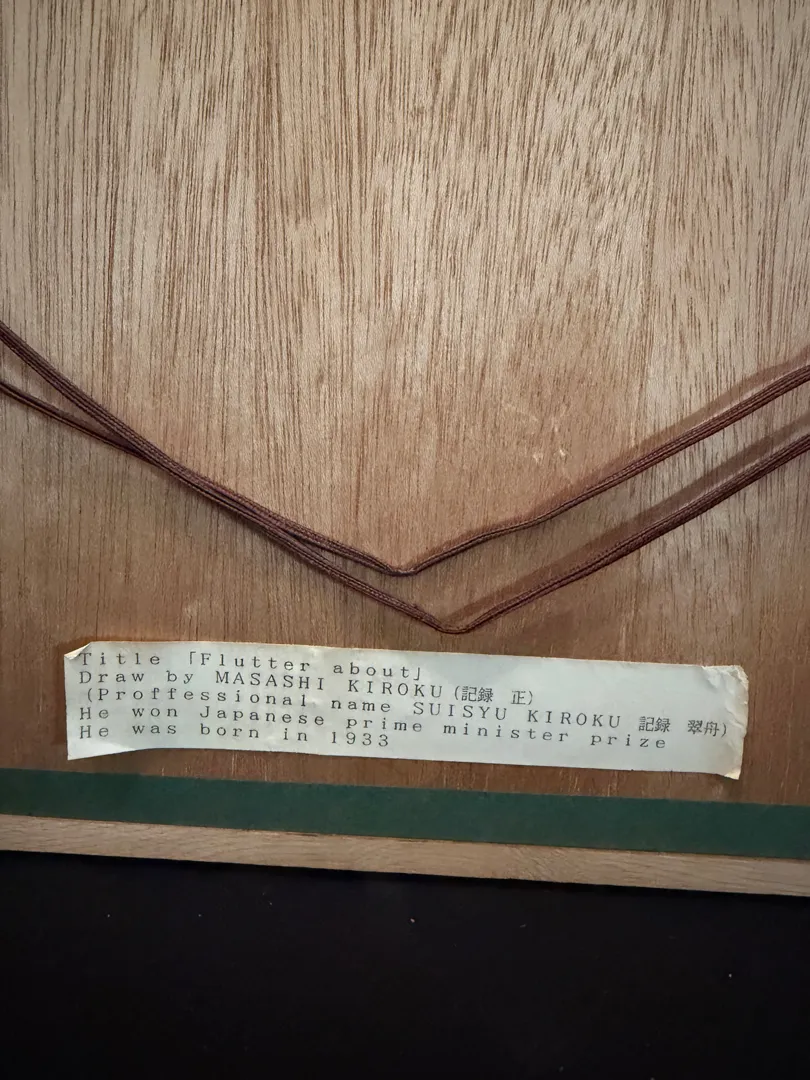 Title 「Flutter about」
Draw by MASASHI KIROKU (記録 正)
(Proffessional name SUISYU KIROKU 記録 翠舟)
He won Japanese prime minister prize
He was born in 1933